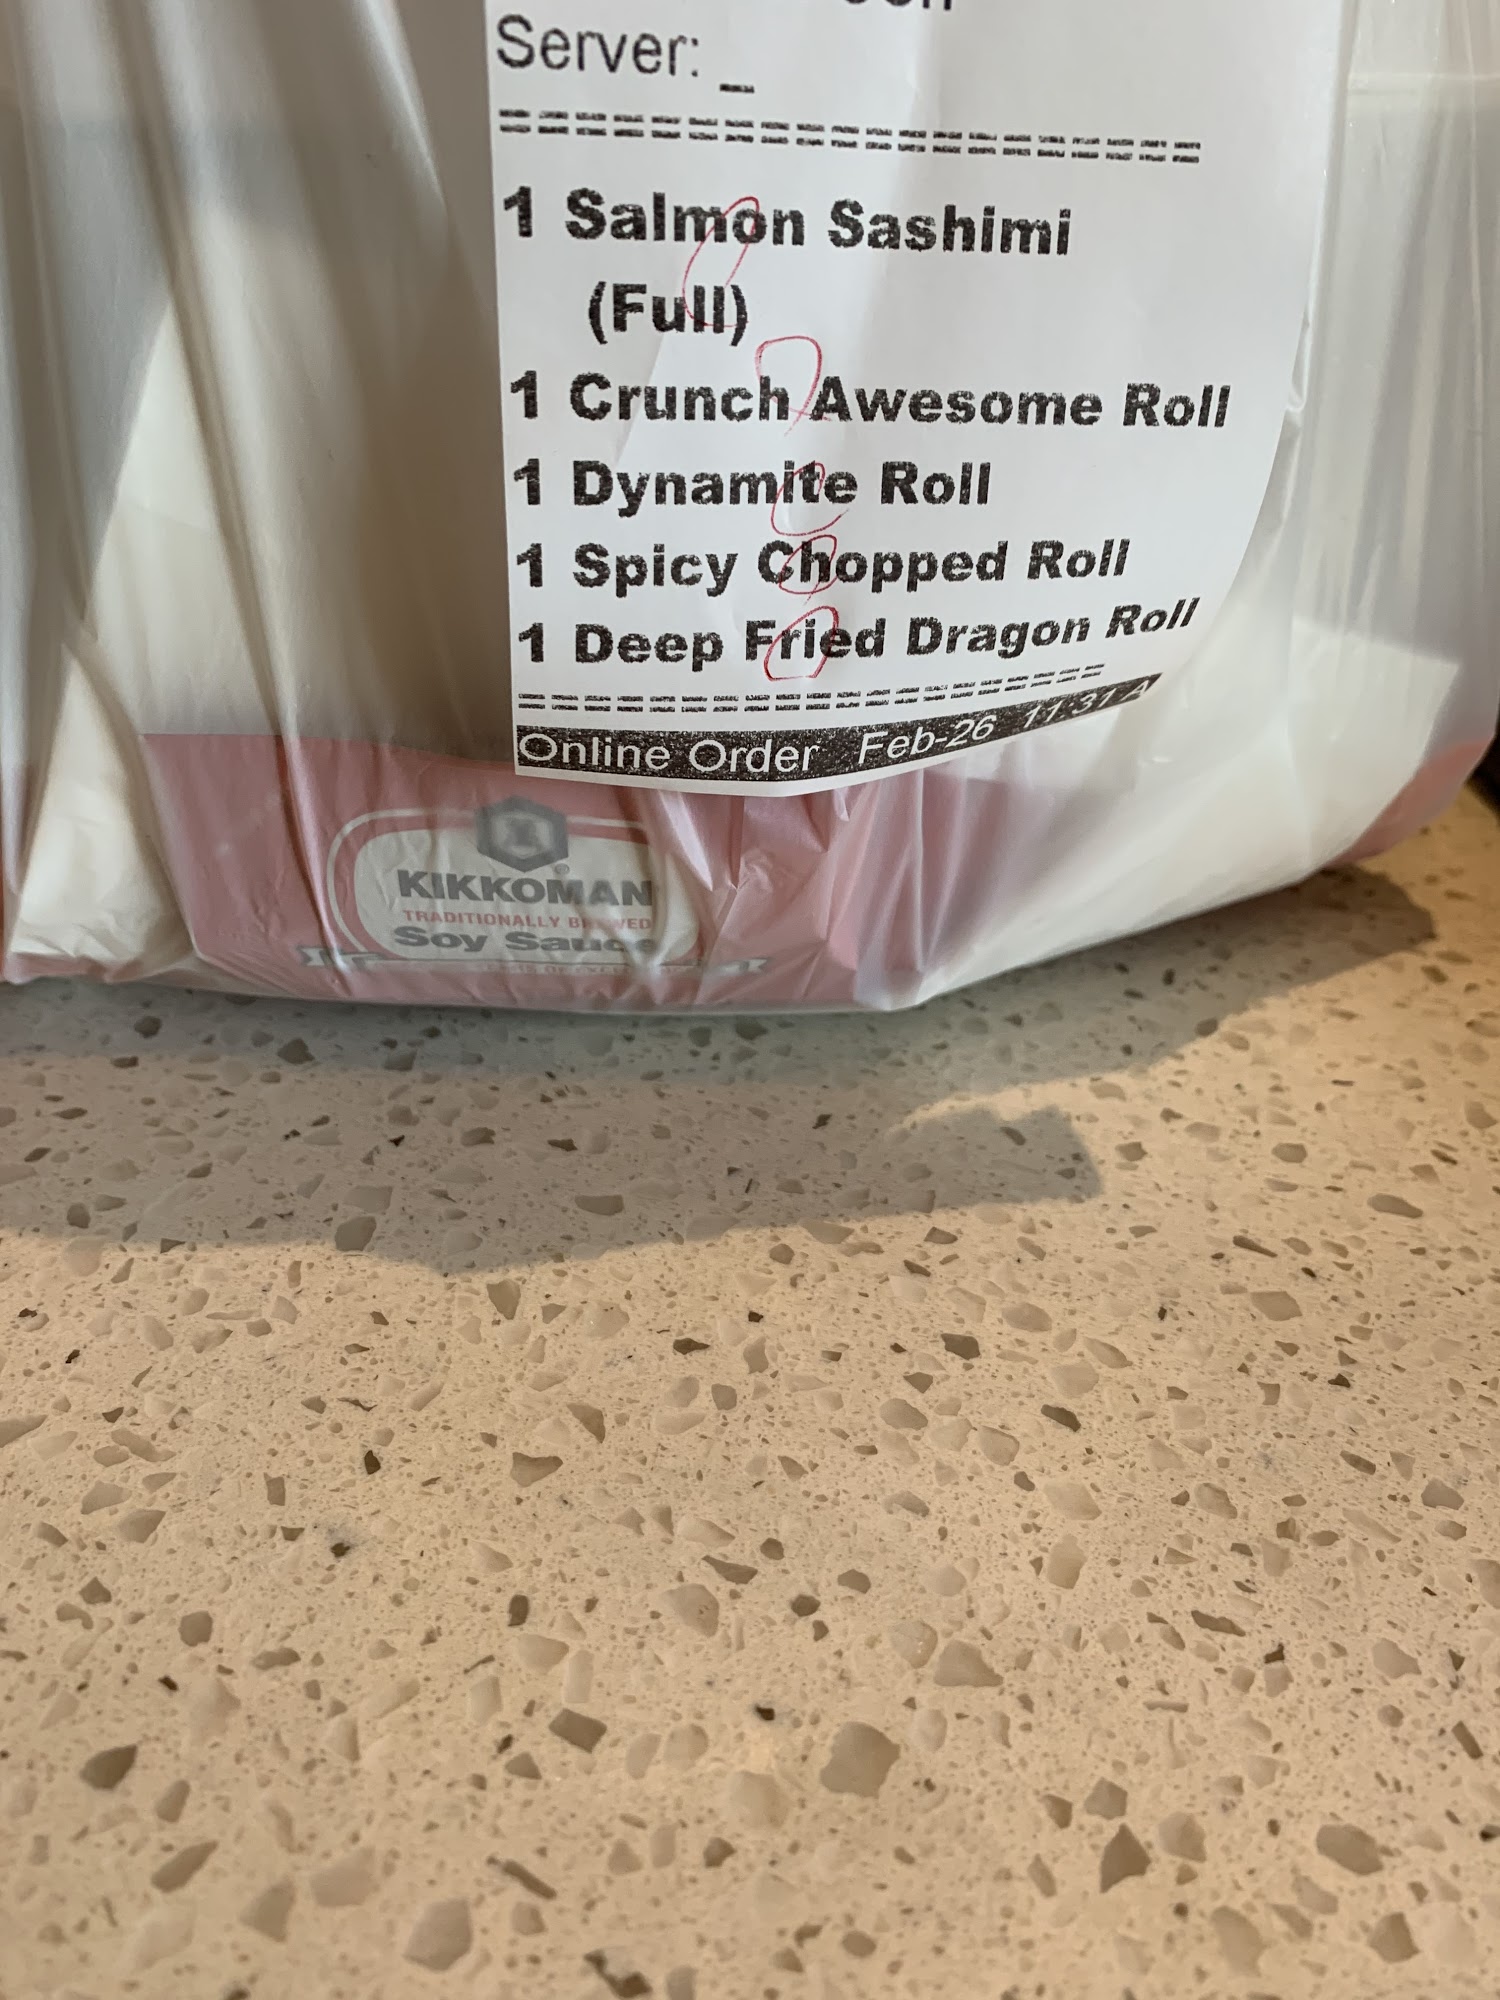 Server: _
1 Salmon Sashimi
(Full)
1 Crunch Awesome Roll
1 Dynamite Roll
1 Spicy Chopped Roll
1 Deep Fried Dragon Roll
Online Order Feb-26 11:31 A
KIKKOMAN
TRADITIONALLY BREWED
Soy Sauce